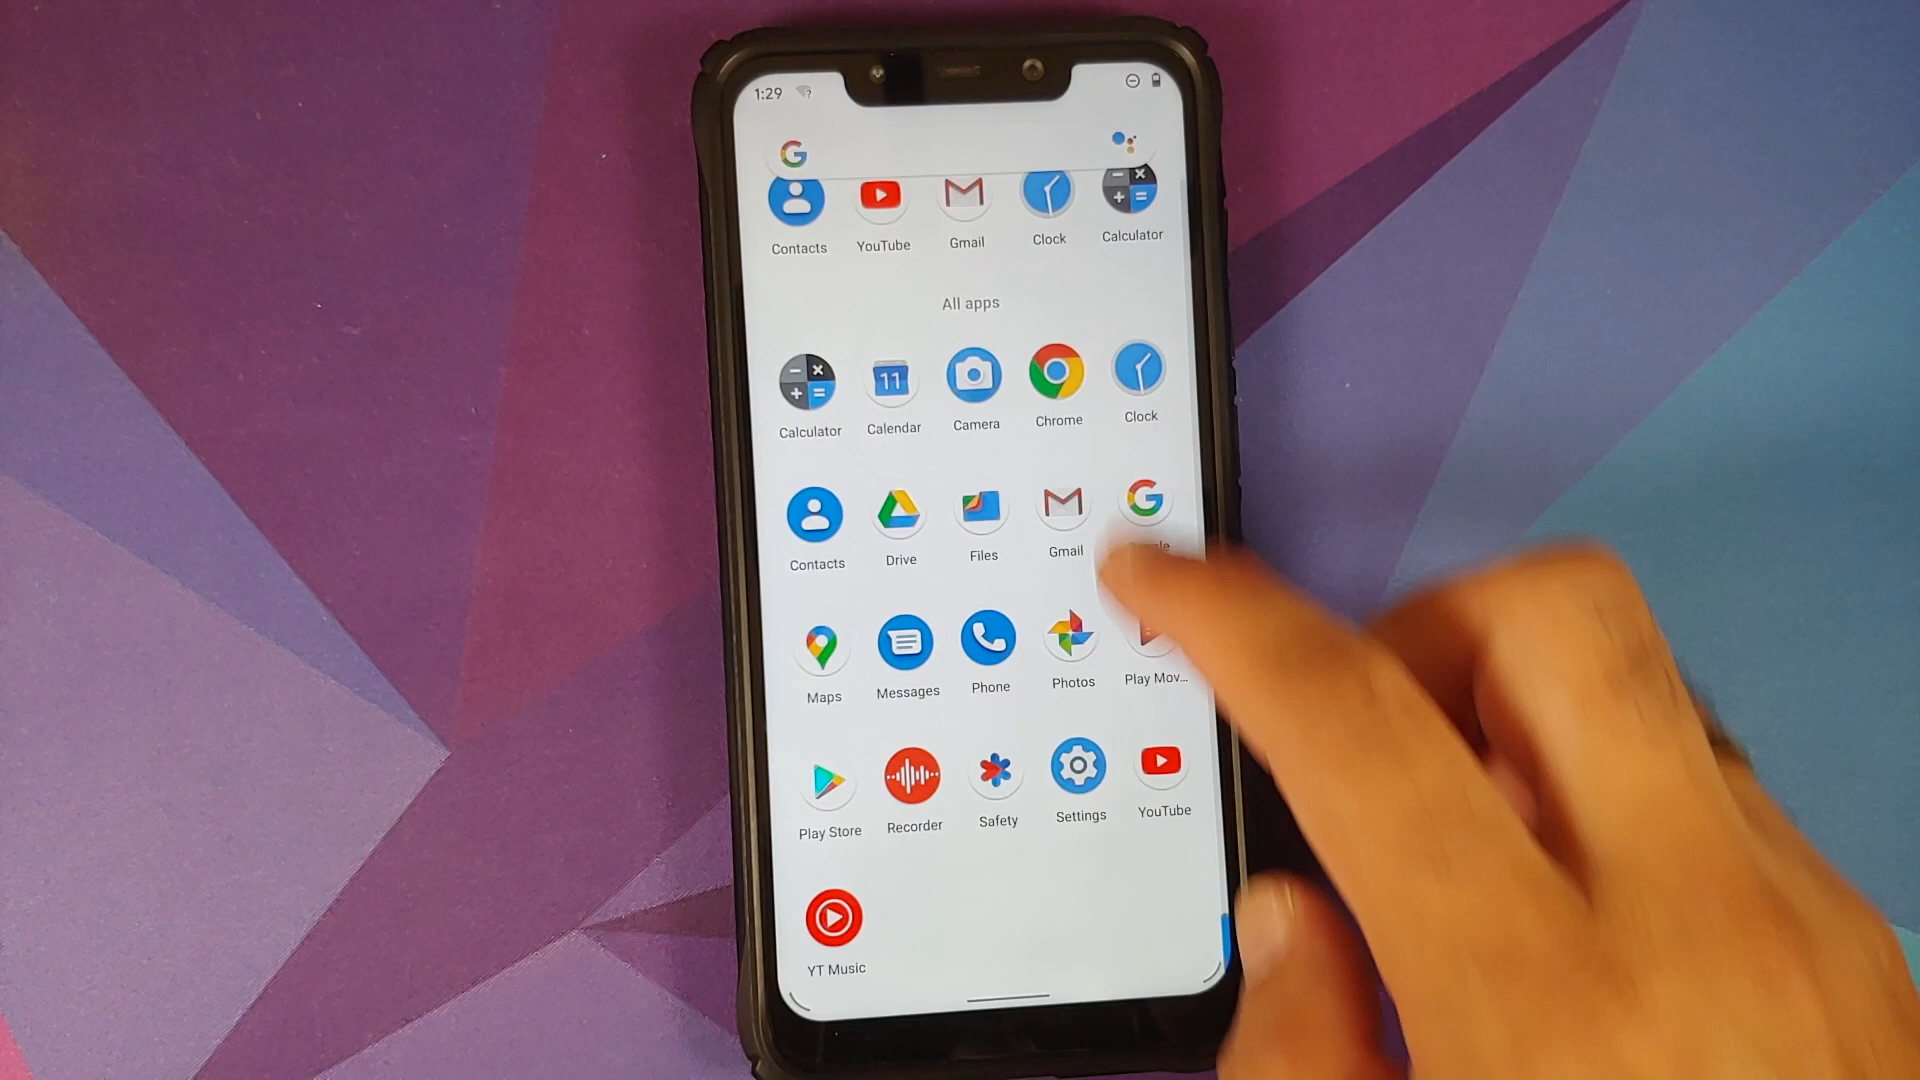 1:29
Contacts YouTube Gmail Clock Calculator
All apps
11
Calculator Calendar Camera Chrome Clock
Contacts Drive Files Gmail
Maps Messages Phone Photos Play Mov...
Play Store Recorder Safety Settings YouTube
YT Music